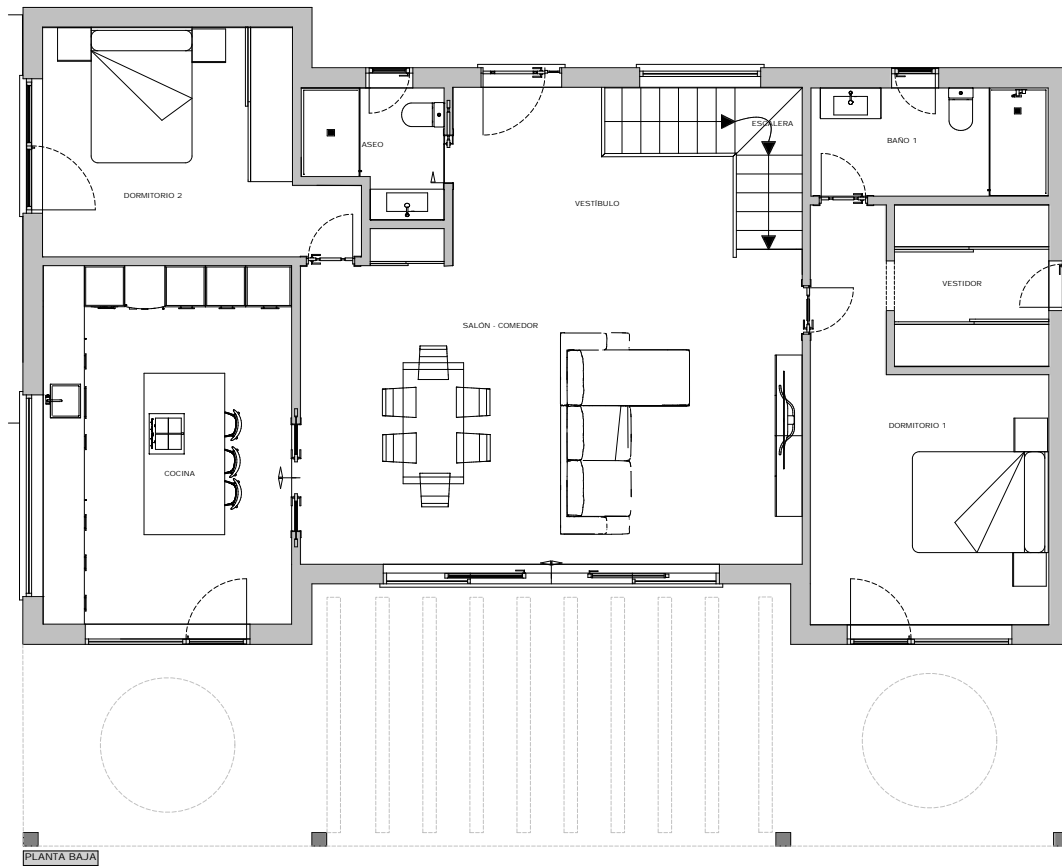 ESCALERA
BAÑO 1
ASEO
DORMITORIO 2
VESTÍBULO
VESTIDOR
SALÓN - COMEDOR
DORMITORIO 1
COCINA
PLANTA BAJA